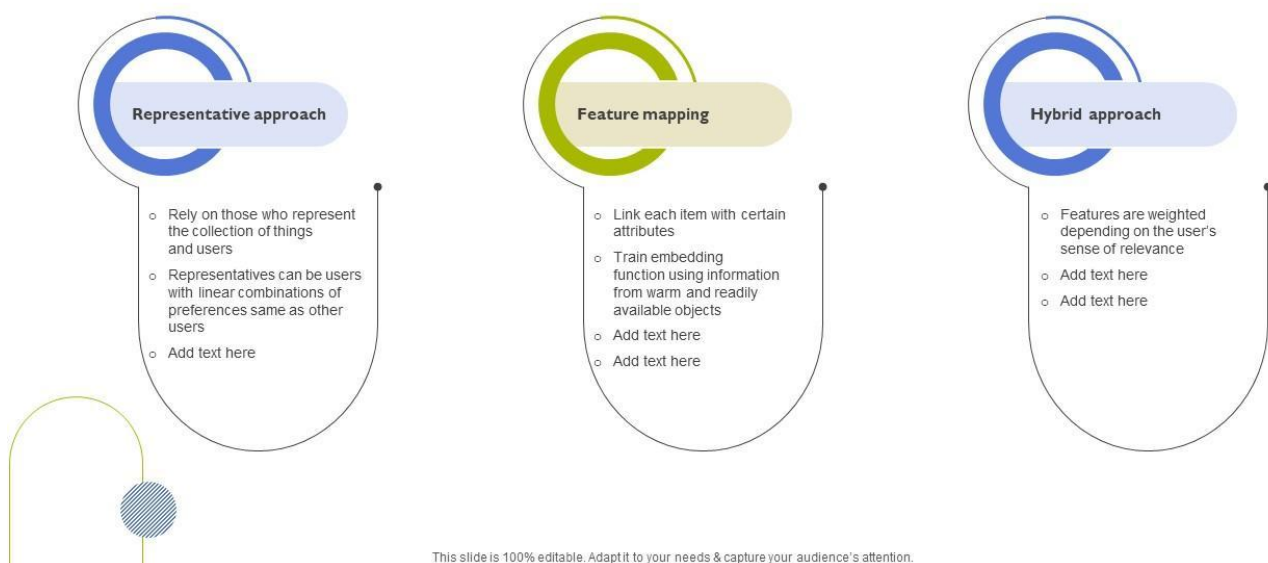 Representative approach
Rely on those who represent
the collection of things
and users
Representatives can be users
with linear combinations of
preferences same as other
users
Add text here
Feature mapping
Link each item with certain
attributes
Train embedding
function using information
from warm and readily
available objects
Add text here
Add text here
Hybrid approach
Features are weighted
depending on the user's
sense of relevance
Add text here
Add text here
This slide is 100% editable. Adapt it to your needs & capture your audience's attention.